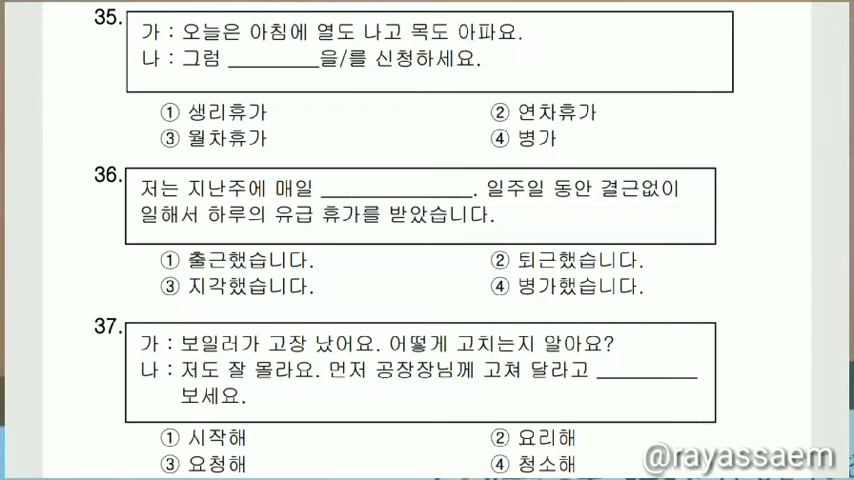 35.
가 : 오늘은 아침에 열도 나고 목도 아파요.
나 : 그럼 _________을/를 신청하세요.
① 생리휴가 ② 연차휴가
③ 월차휴가 ④ 병가
36.
저는 지난주에 매일 _______________. 일주일 동안 결근없이
일해서 하루의 유급 휴가를 받았습니다.
① 출근했습니다. ② 퇴근했습니다.
③ 지각했습니다. ④ 병가했습니다.
37.
가 : 보일러가 고장 났어요. 어떻게 고치는지 알아요?
나 : 저도 잘 몰라요. 먼저 공장장님께 고쳐 달라고 __________
보세요.
① 시작해 ② 요리해
③ 요청해 ④ 청소해
@rayassaem